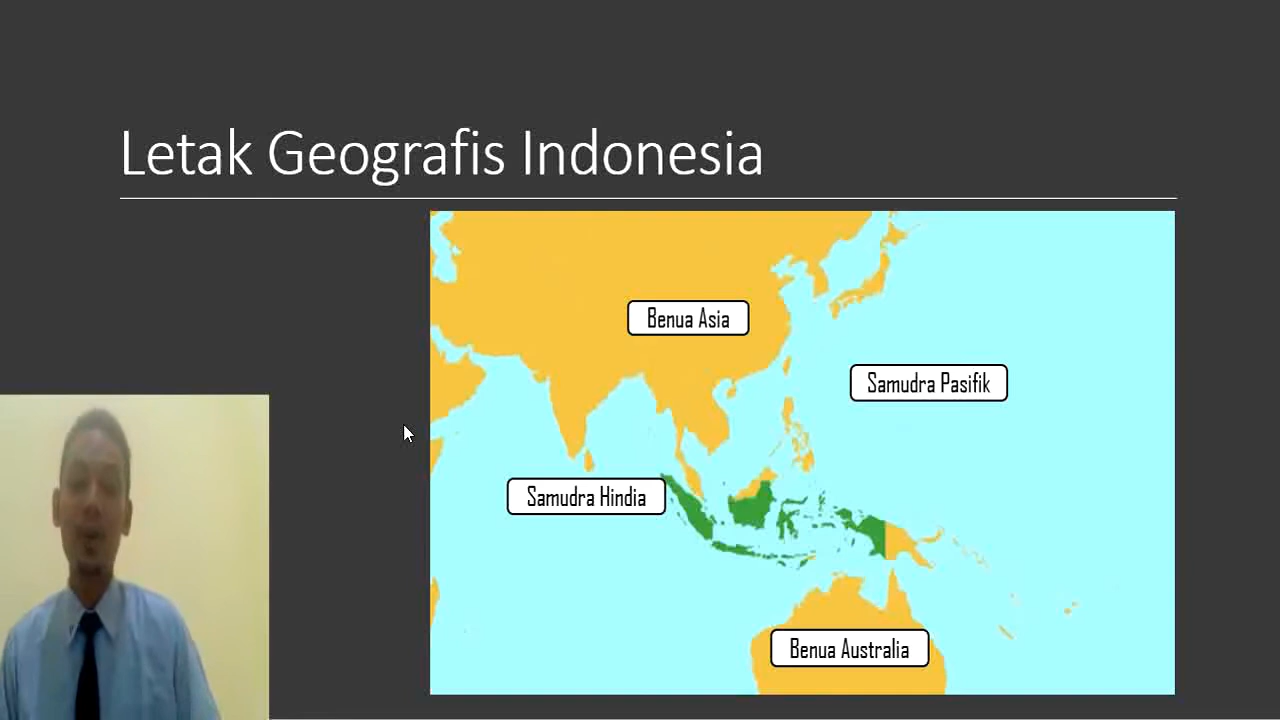 Letak Geografis Indonesia
Benua Asia
Samudra Pasifik
Samudra Hindia
Benua Australia